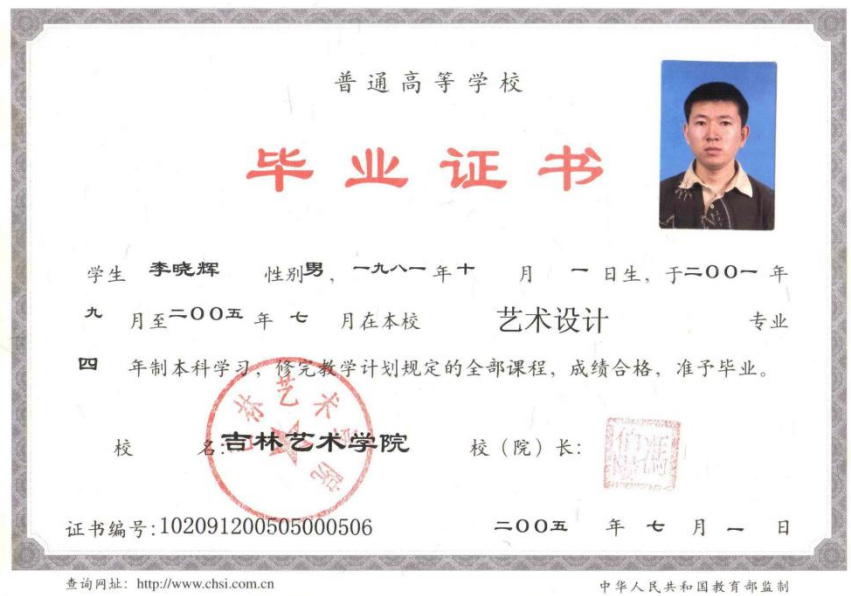 普通高等学校
毕业证书
学生 李晓辉 性别男，一九八一年十月一日生，于二〇〇一年
九月至二〇〇五年七月在本校 艺术设计 专业
四年制本科学习，修完教学计划规定的全部课程，成绩合格，准予毕业。
校 名：吉林艺术学院 校（院）长：
吉林艺术学院
证书编号：102091200505000506 二〇〇五年七月一日
查询网址：http://www.chsi.com.cn 中华人民共和国教育部监制